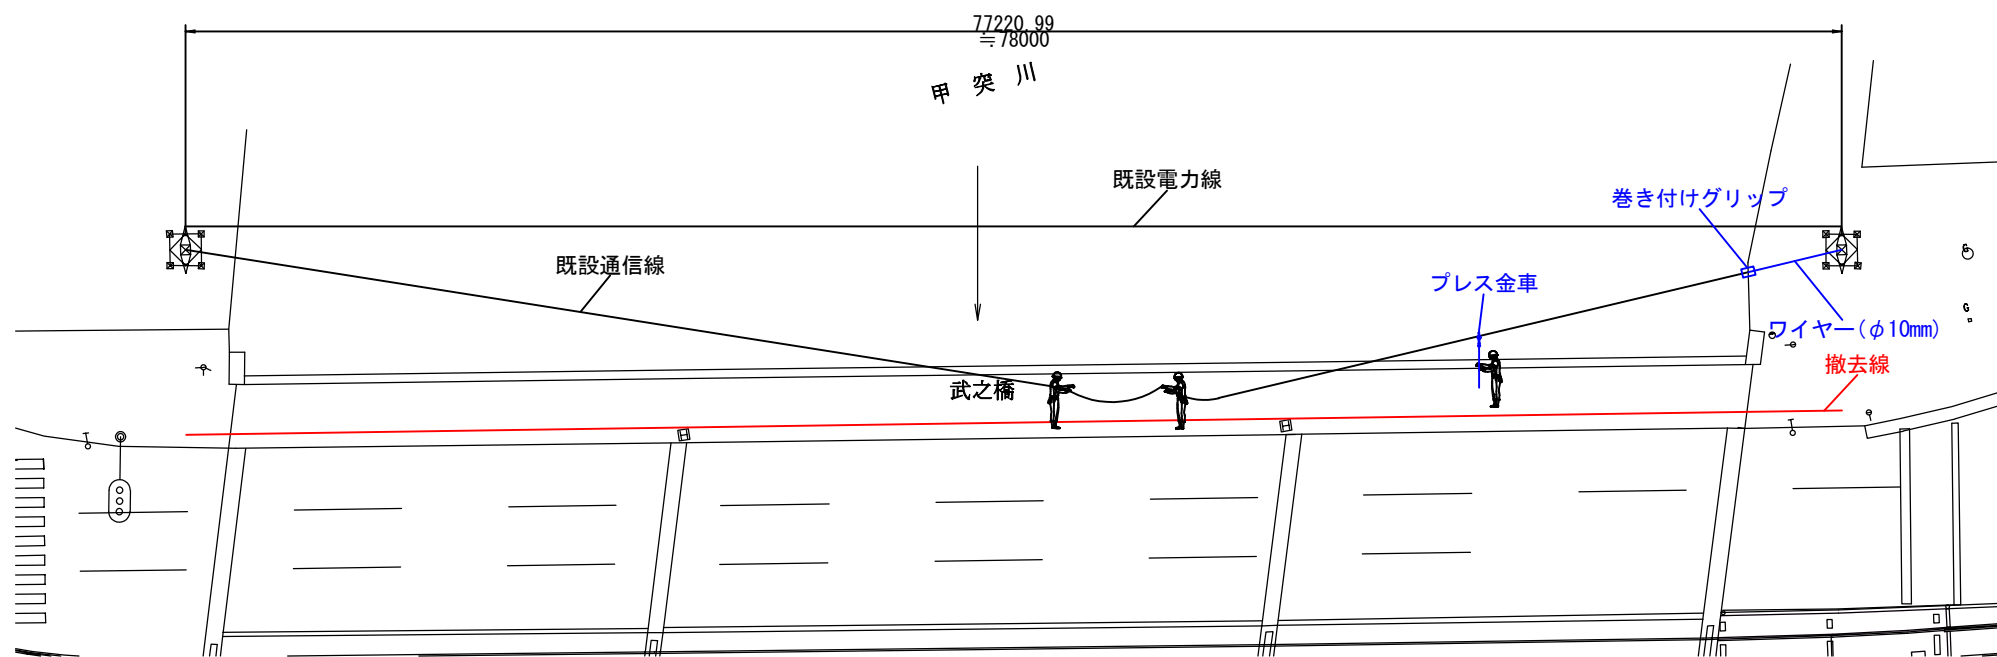 77220.99
≒78000
甲突川
既設電力線
巻き付けグリップ
既設通信線
プレス金車
ワイヤー(φ10mm)
撤去線
武之橋
G
G